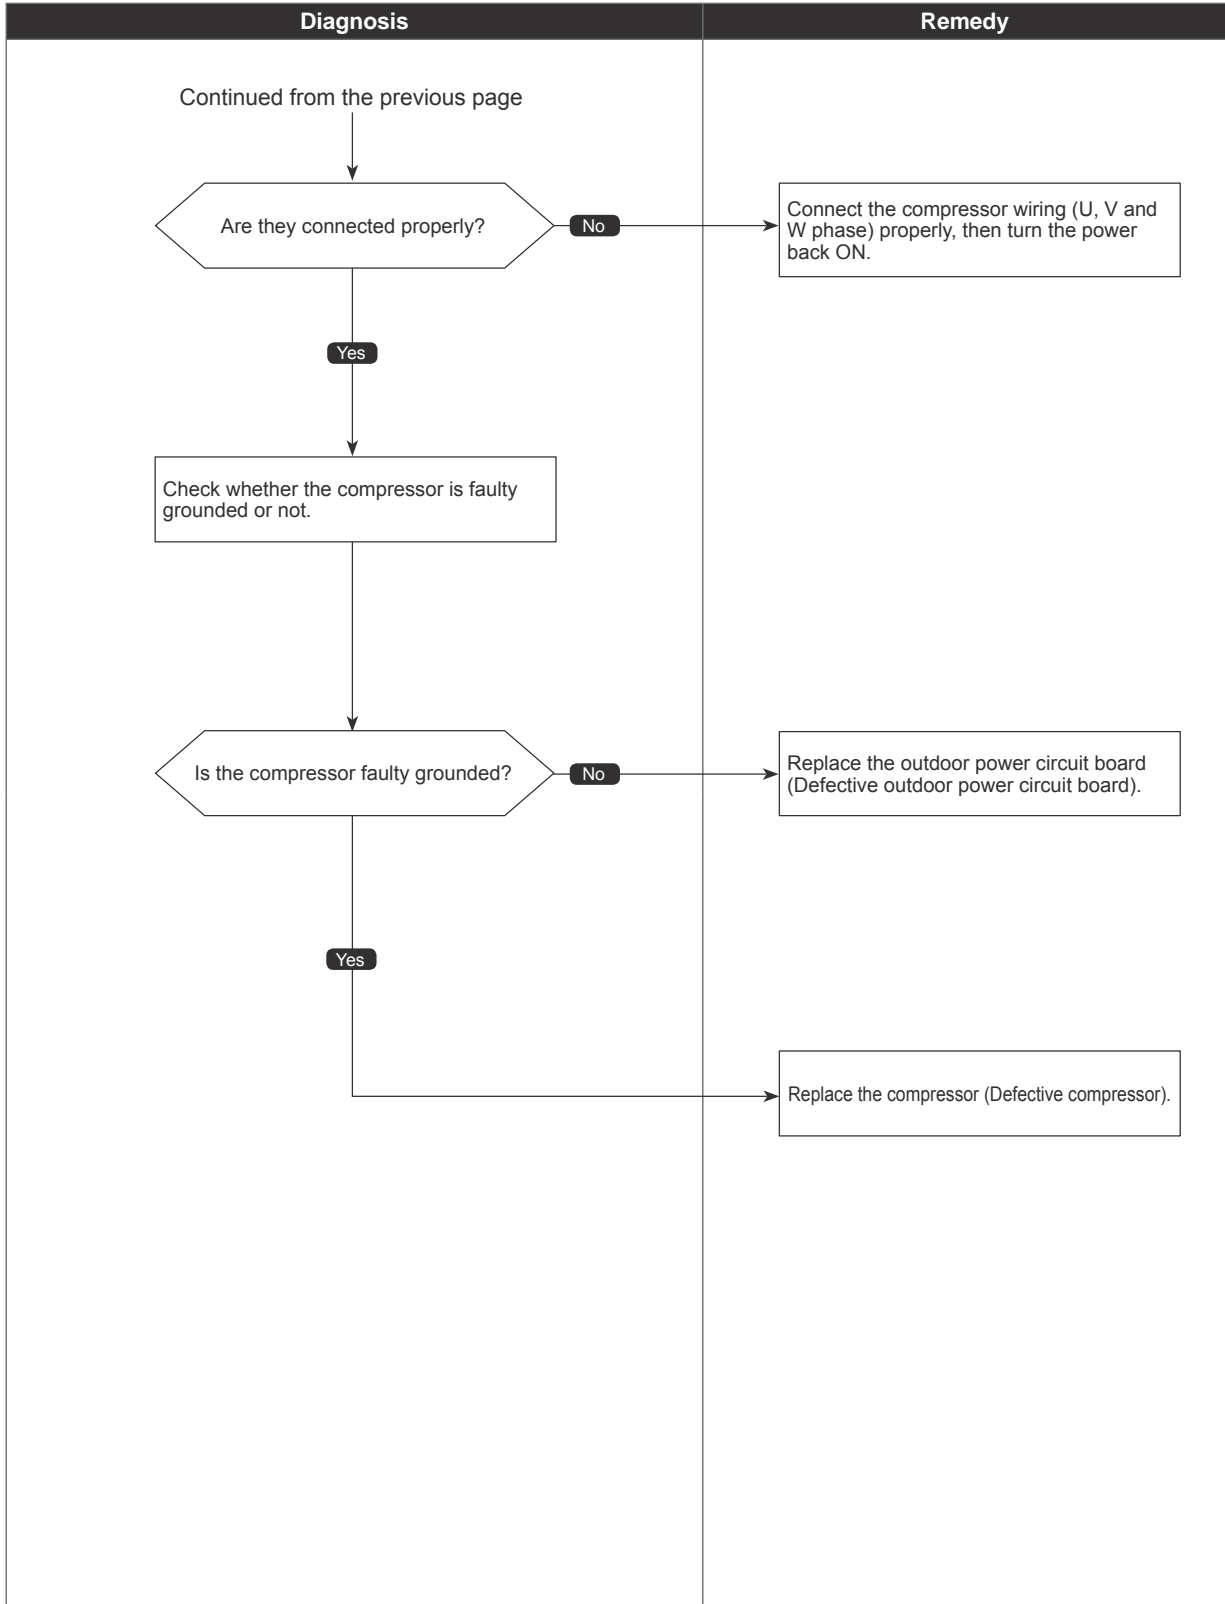 Diagnosis
Remedy
Continued from the previous page
Are they connected properly?
No
Connect the compressor wiring (U, V and
W phase) properly, then turn the power
back ON.
Yes
Check whether the compressor is faulty
grounded or not.
Is the compressor faulty grounded?
No
Replace the outdoor power circuit board
(Defective outdoor power circuit board).
Yes
Replace the compressor (Defective compressor).